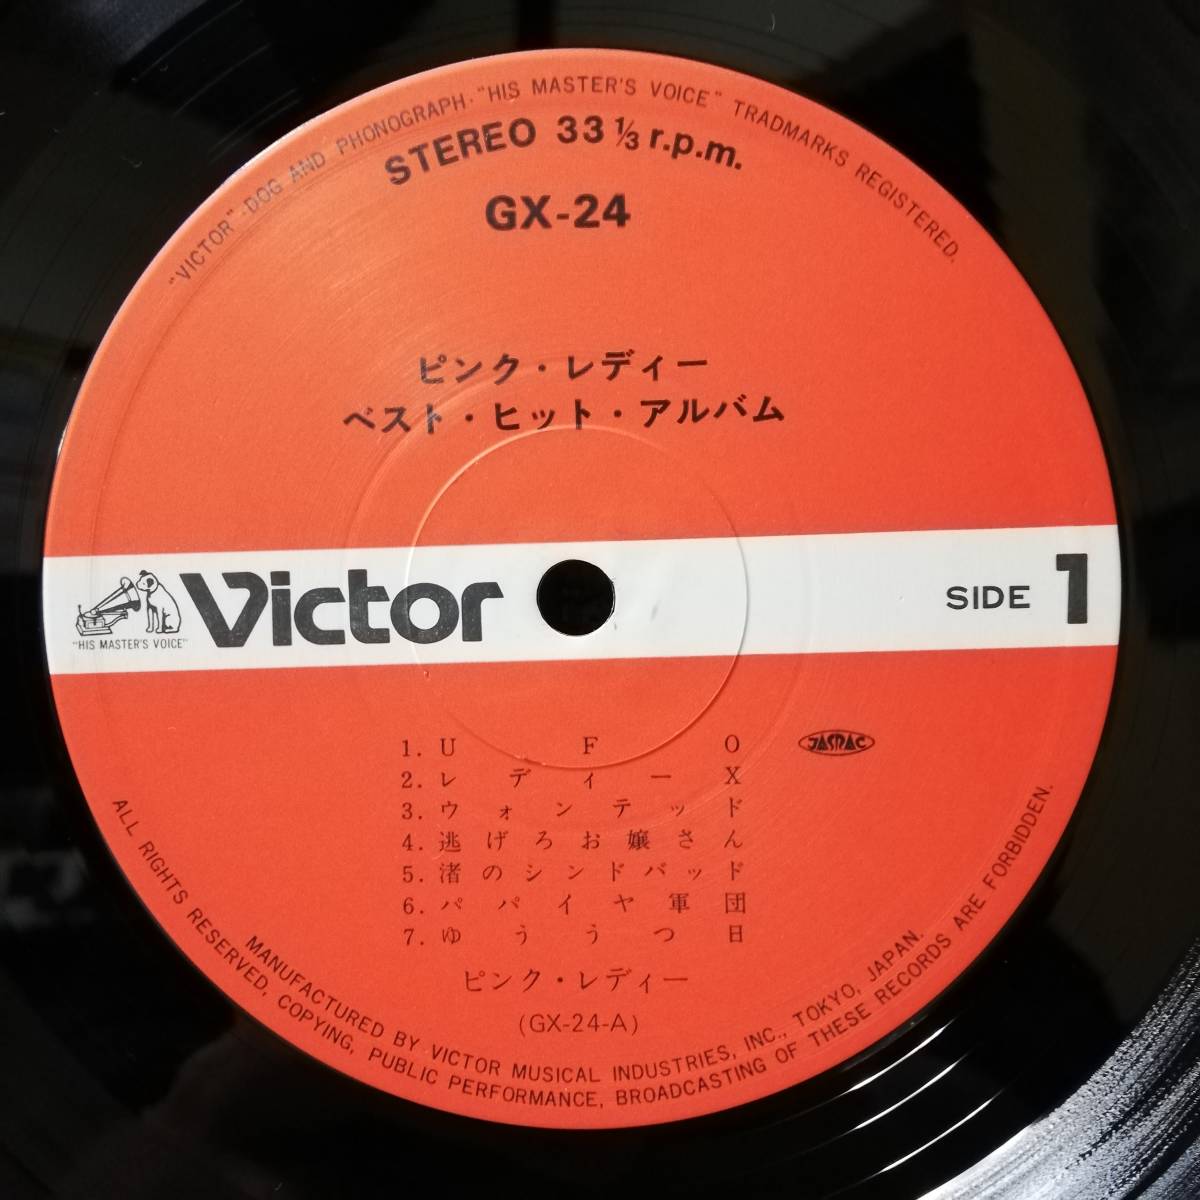 "VICTOR"-DOG AND PHONOGRAPH-"HIS MASTER'S VOICE" TRADMARKS REGISTERED.
STEREO 33 1/3 r.p.m.
GX-24
ピンク・レディー
ベスト・ヒット・アルバム
"HIS MASTER'S VOICE"
Victor
SIDE 1
1. U F O
JASRAC
2. レディーX
3. ウォンテッド
4. 逃げろお嬢さん
5. 渚のシンドバッド
6. パパイヤ軍団
7. ゆううつ日
ピンク・レディー
(GX-24-A)
MANUFACTURED BY VICTOR MUSICAL INDUSTRIES, INC., TOKYO, JAPAN.
ALL RIGHTS RESERVED, COPYING, PUBLIC PERFORMANCE, BROADCASTING OF THESE RECORDS ARE FORBIDDEN.